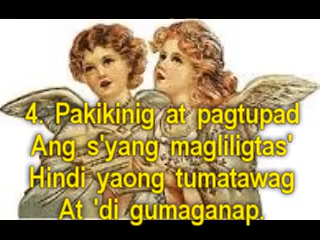 4. Pakikinig at pagtupad
Ang s'yang magliligtas'
Hindi yaong tumatawag
At 'di gumaganap.